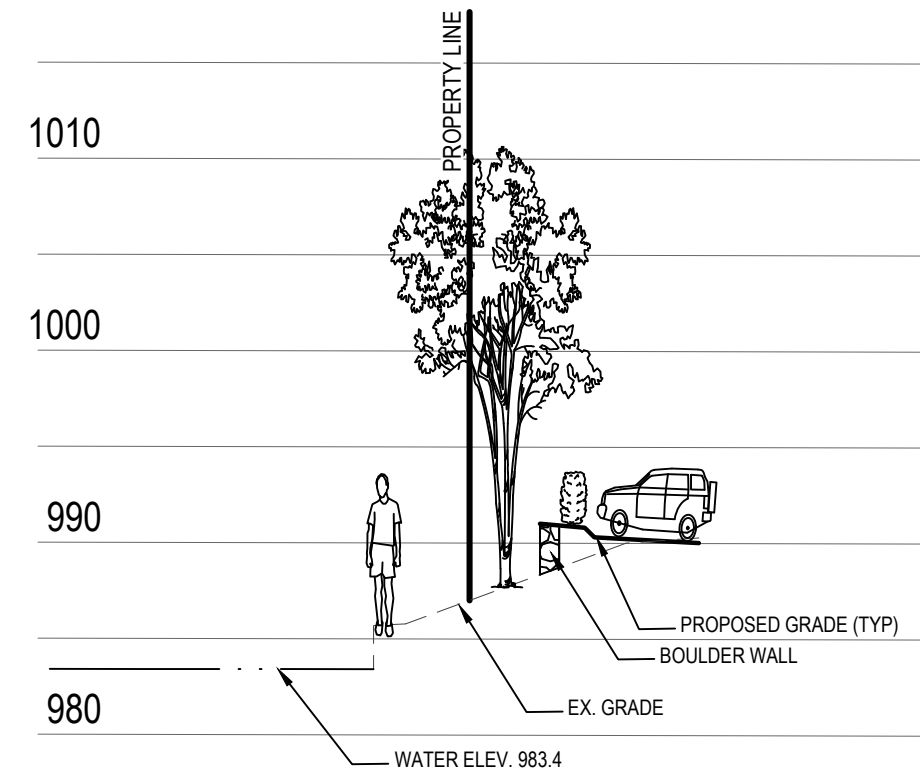 PROPERTY LINE
1010
1000
990
PROPOSED GRADE (TYP)
BOULDER WALL
EX. GRADE
980
WATER ELEV. 983.4